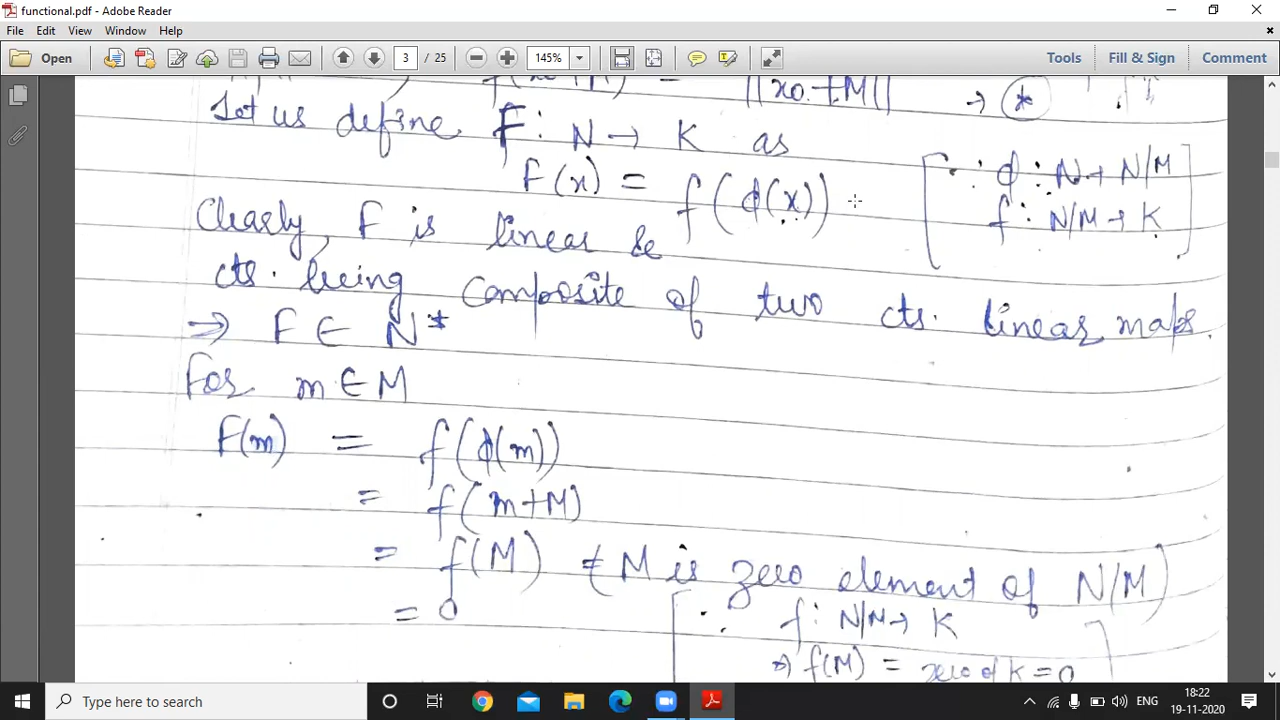 functional.pdf - Adobe Reader
File Edit View Window Help
Open 3 / 25 145% Tools Fill & Sign Comment
||x0+M|| → *
Let us define F : N → K as
F(x) = f(ϕ(x)) [∵ ϕ : N → N/M
f : N/M → K]
Clearly, F is linear &
cts. being Composite of two cts. linear maps.
⇒ F ∈ N*
For m ∈ M
F(m) = f(ϕ(m))
= f(m+M)
= f(M) (M is zero element of N/M)
= 0 [∵ f : N/M → K
⇒ f(M) = zero of K = 0
Type here to search
ENG
18:22
19-11-2020